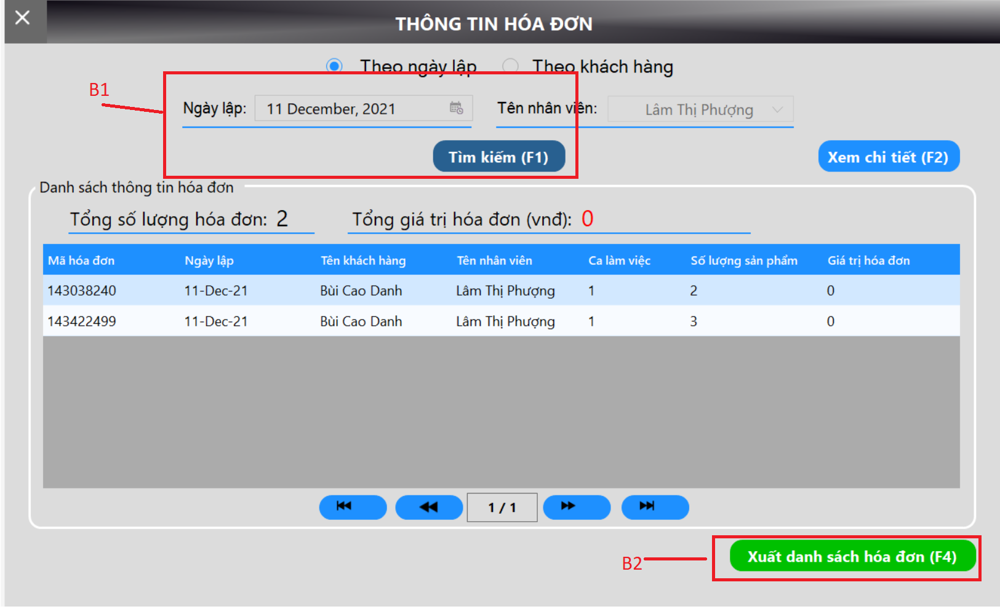 THÔNG TIN HÓA ĐƠN
Theo ngày lập Theo khách hàng
B1
Ngày lập: 11 December, 2021 Tên nhân viên: Lâm Thị Phượng
Tìm kiếm (F1) Xem chi tiết (F2)
Danh sách thông tin hóa đơn
Tổng số lượng hóa đơn: 2 Tổng giá trị hóa đơn (vnđ): 0
Mã hóa đơn Ngày lập Tên khách hàng Tên nhân viên Ca làm việc Số lượng sản phẩm Giá trị hóa đơn
143038240 11-Dec-21 Bùi Cao Danh Lâm Thị Phượng 1 2 0
143422499 11-Dec-21 Bùi Cao Danh Lâm Thị Phượng 1 3 0
1 / 1
B2 Xuất danh sách hóa đơn (F4)